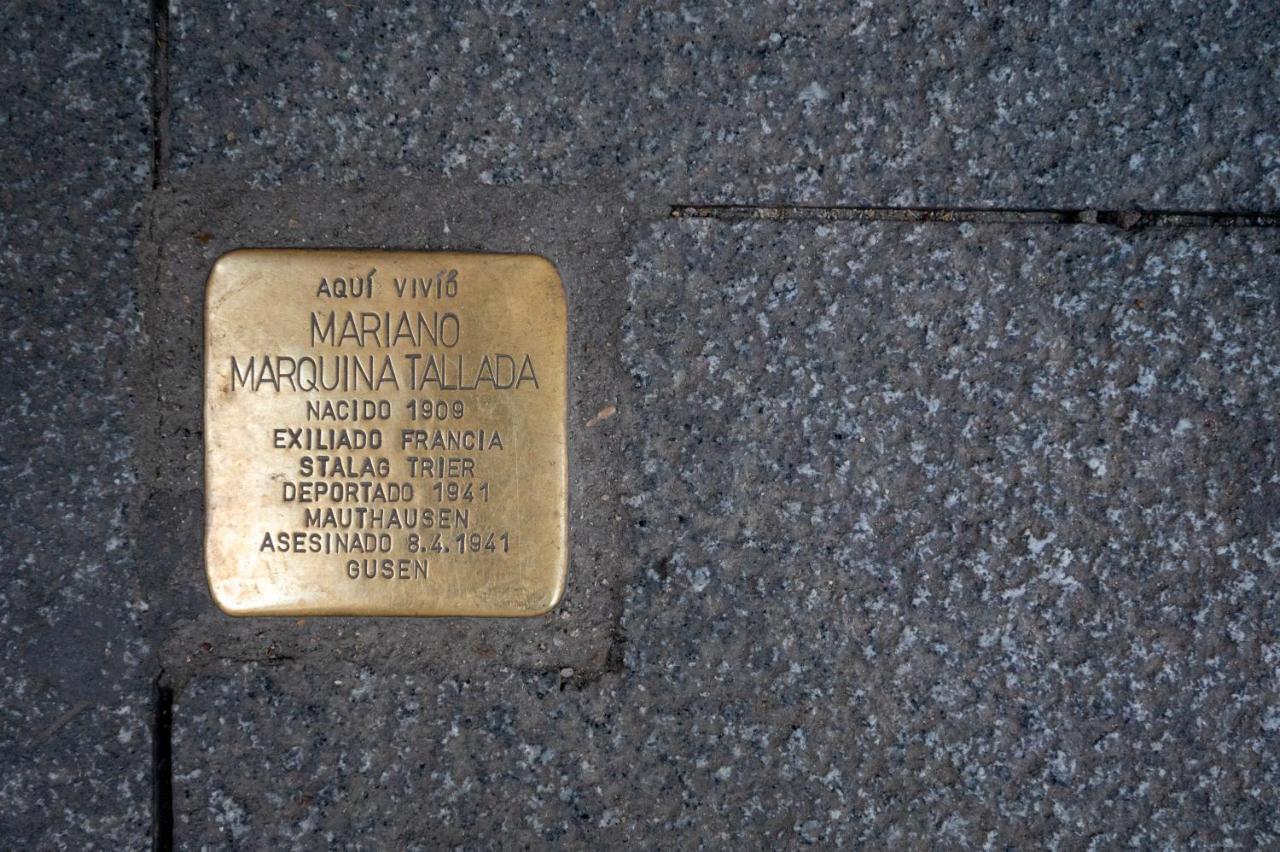 AQUÍ VIVIÓ
MARIANO
MARQUINA TALLADA
NACIDO 1909
EXILIADO FRANCIA
STALAG TRIER
DEPORTADO 1941
MAUTHAUSEN
ASESINADO 8.4.1941
GUSEN